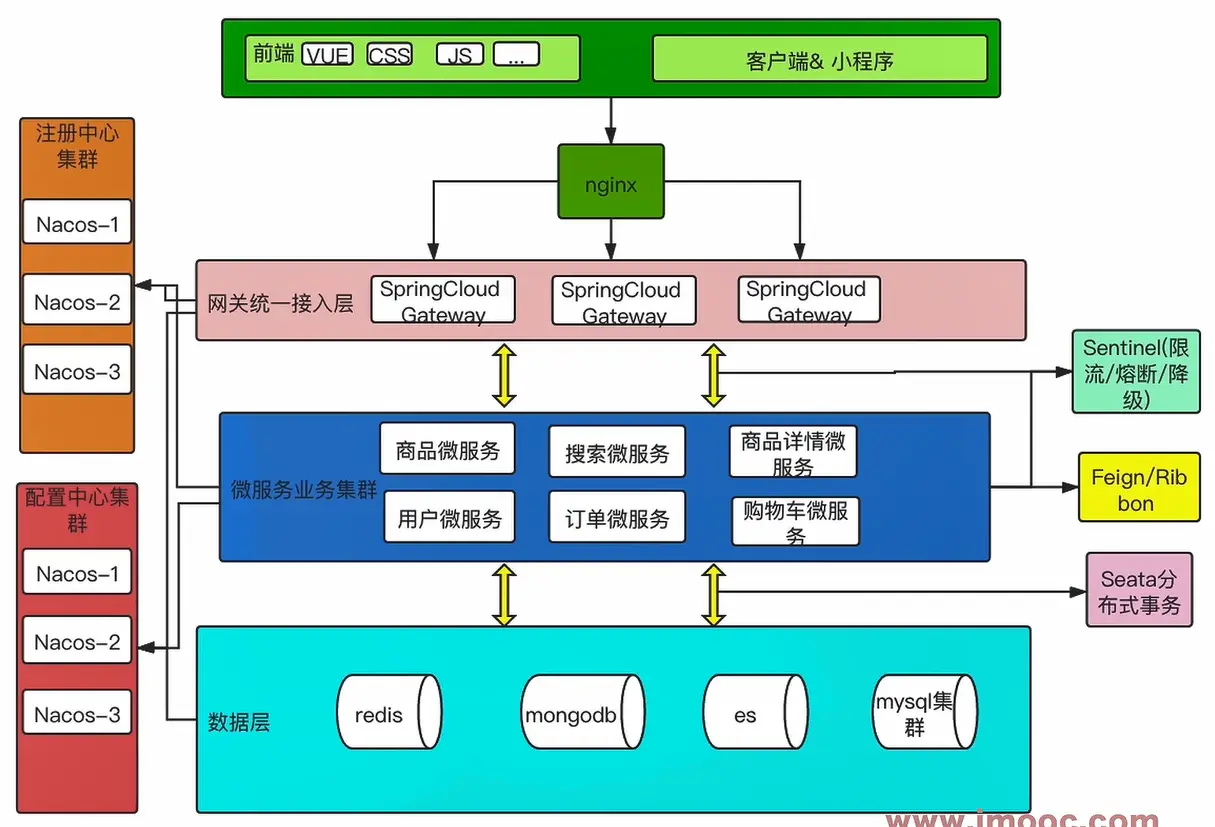 前端 VUE CSS JS ...
客户端& 小程序
nginx
注册中心
集群
Nacos-1
Nacos-2
Nacos-3
网关统一接入层
SpringCloud
Gateway
SpringCloud
Gateway
SpringCloud
Gateway
Sentinel(限
流/熔断/降
级)
微服务业务集群
商品微服务
搜索微服务
商品详情微
服务
用户微服务
订单微服务
购物车微服
务
Feign/Rib
bon
配置中心集
群
Nacos-1
Nacos-2
Nacos-3
Seata分
布式事务
数据层
redis
mongodb
es
mysql集
群
www.imooc.com